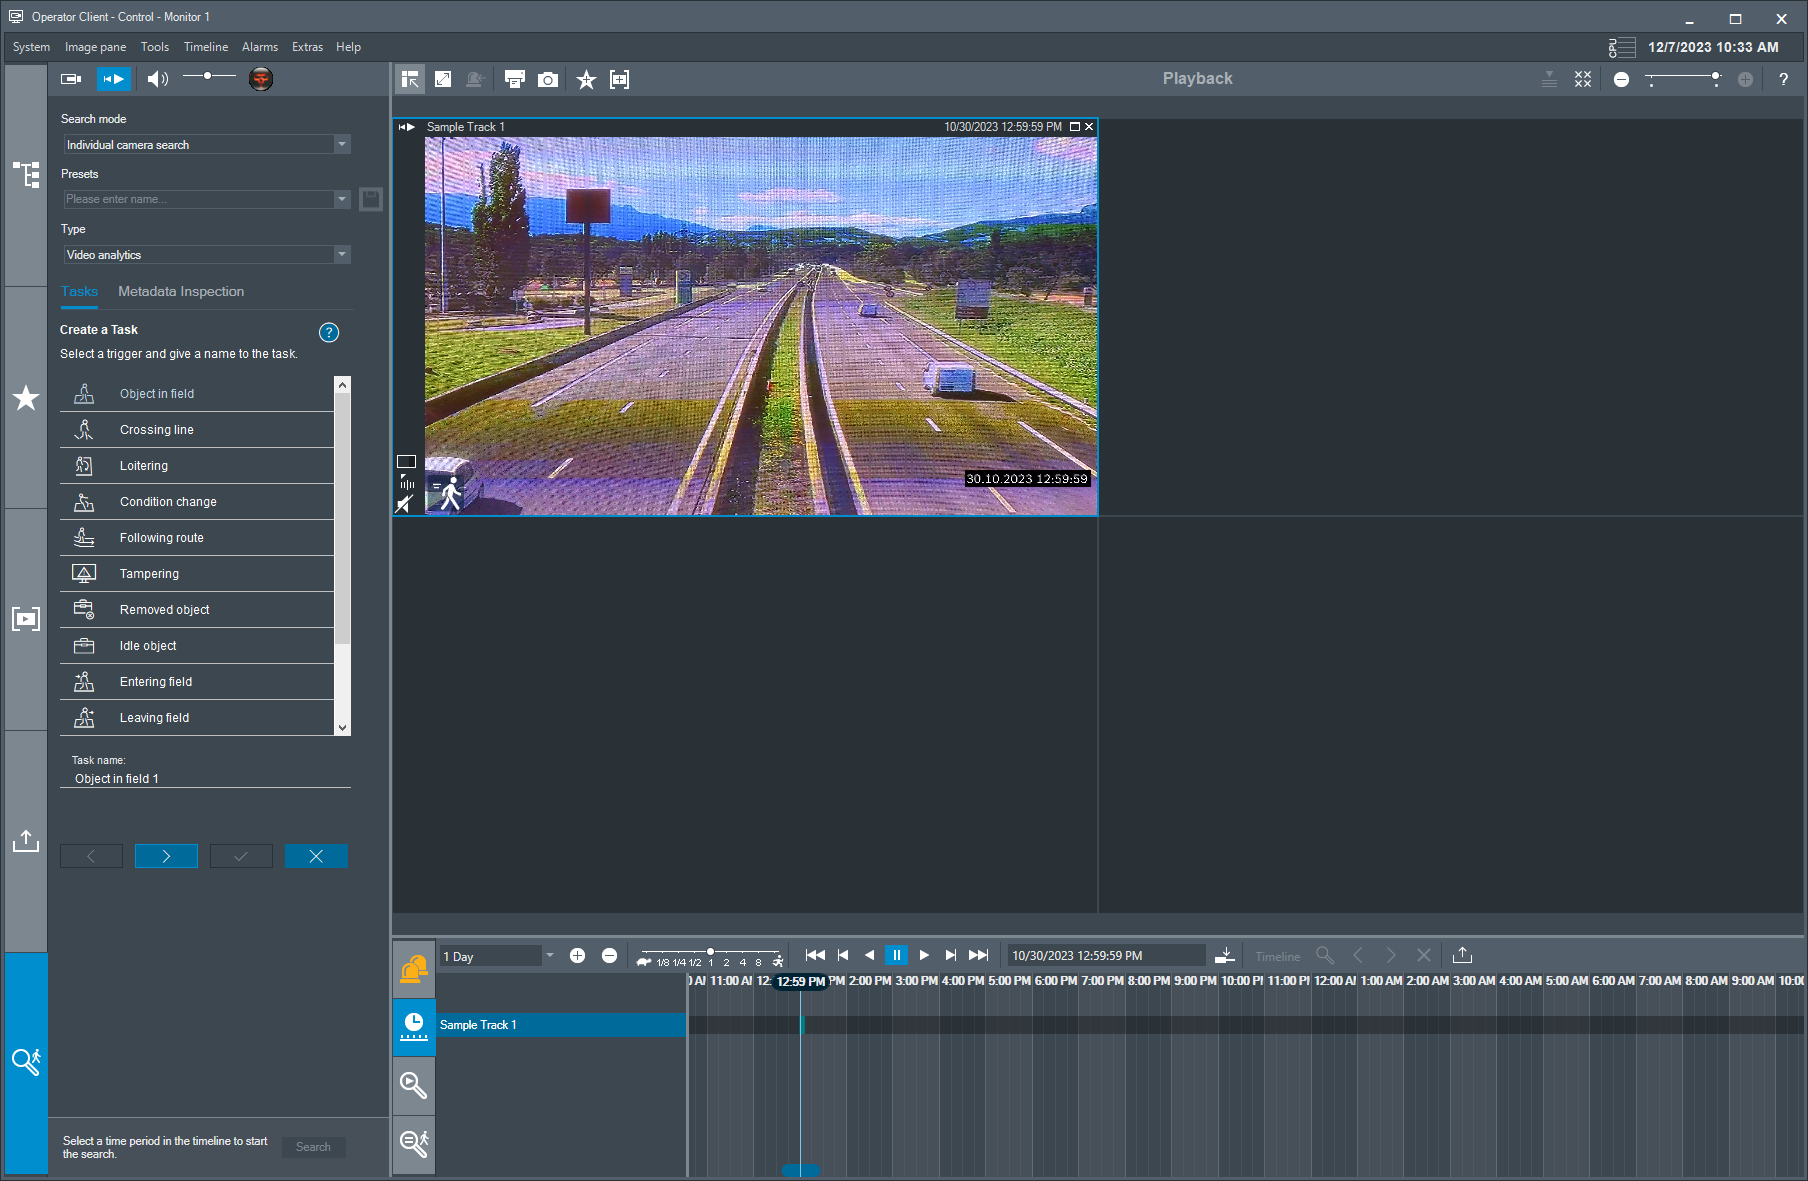 Operator Client - Control - Monitor 1
System Image pane Tools Timeline Alarms Extras Help
CPU
12/7/2023 10:33 AM
Playback
?
Search mode
Individual camera search
Presets
Please enter name...
Type
Video analytics
Tasks Metadata Inspection
Create a Task
?
Select a trigger and give a name to the task.
Object in field
Crossing line
Loitering
Condition change
Following route
Tampering
Removed object
Idle object
Entering field
Leaving field
Task name:
Object in field 1
Select a time period in the timeline to start
the search.
Search
Sample Track 1
10/30/2023 12:59:59 PM
30.10.2023 12:59:59
1 Day
1/8 1/4 1/2 1 2 4 8
10/30/2023 12:59:59 PM
Timeline
11:00 AM 12: 12:59 PM PM 2:00 PM 3:00 PM 4:00 PM 5:00 PM 6:00 PM 7:00 PM 8:00 PM 9:00 PM 10:00 P 11:00 P 12:00 A 1:00 AM 2:00 AM 3:00 AM 4:00 AM 5:00 AM 6:00 AM 7:00 AM 8:00 AM 9:00 AM 10:00
Sample Track 1